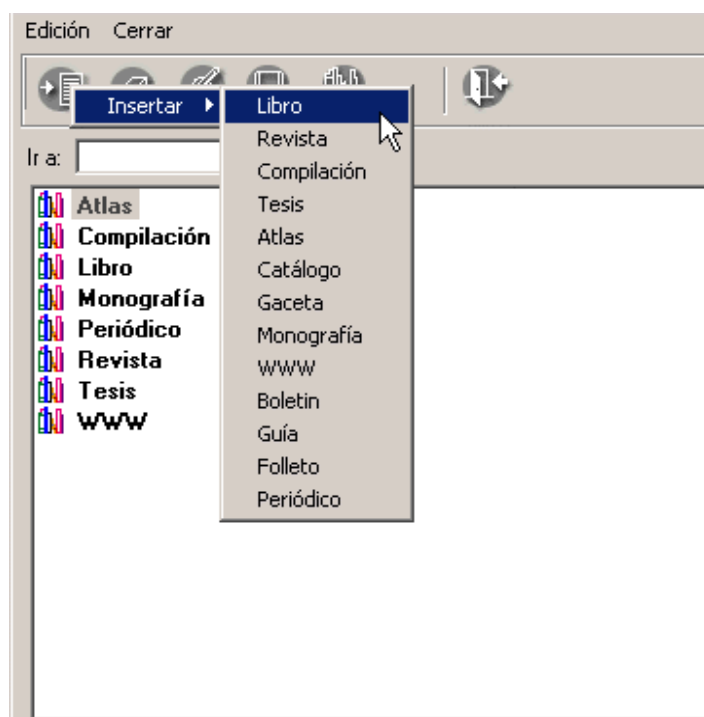 Edición Cerrar
Insertar
Ir a:
Atlas
Compilación
Libro
Monografía
Periódico
Revista
Tesis
WWW
Libro
Revista
Compilación
Tesis
Atlas
Catálogo
Gaceta
Monografía
WWW
Boletin
Guía
Folleto
Periódico